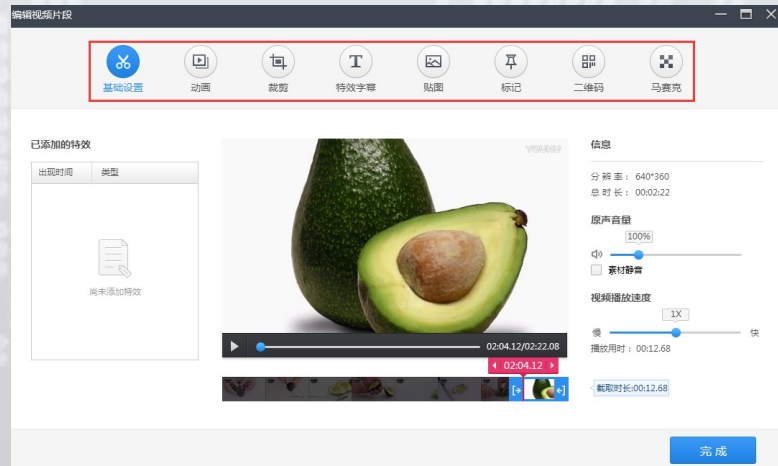 编辑视频片段
基础设置
动画
裁剪
特效字幕
贴图
标记
二维码
马赛克
已添加的特效
出现时间 类型
尚未添加特效
YOUKU
02:04.12/02:22.08
02:04.12
信息
分 辨 率： 640*360
总 时 长： 00:02:22
原声音量
100%
素材静音
视频播放速度
1X
慢 快
播放用时： 00:12.68
截取时长:00:12.68
完 成